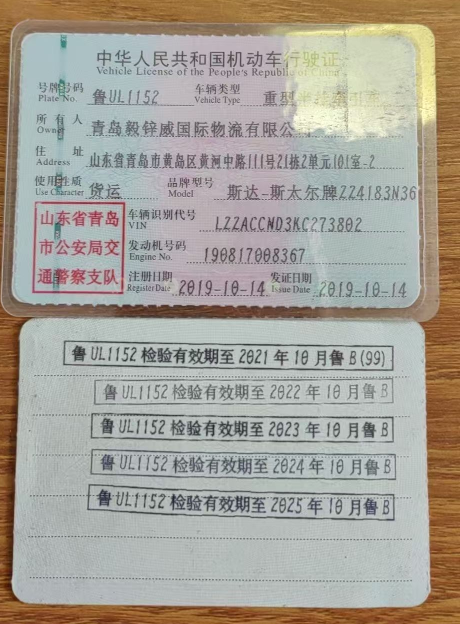 中华人民共和国机动车行驶证
Vehicle License of the People's Republic of China
号牌号码 Plate No. 鲁UL1152 车辆类型 Vehicle Type 重型半挂牵引车
所有人 Owner 青岛毅锌威国际物流有限公
住址 Address 山东省青岛市黄岛区黄河中路111号21栋2单元101室-2
使用性质 Use Character 货运 品牌型号 Model 斯达-斯太尔牌ZZ4183N36
山东省青岛
市公安局交
通警察支队
车辆识别代号 VIN LZZACCND3KC273802
发动机号码 Engine No. 190817008367
注册日期 Register Date 2019-10-14 发证日期 Issue Date 2019-10-14
鲁UL1152检验有效期至2021年10月鲁B(99)
鲁UL1152检验有效期至2022年10月鲁B
鲁UL1152检验有效期至2023年10月鲁B
鲁UL1152检验有效期至2024年10月鲁B
鲁UL1152检验有效期至2025年10月鲁B